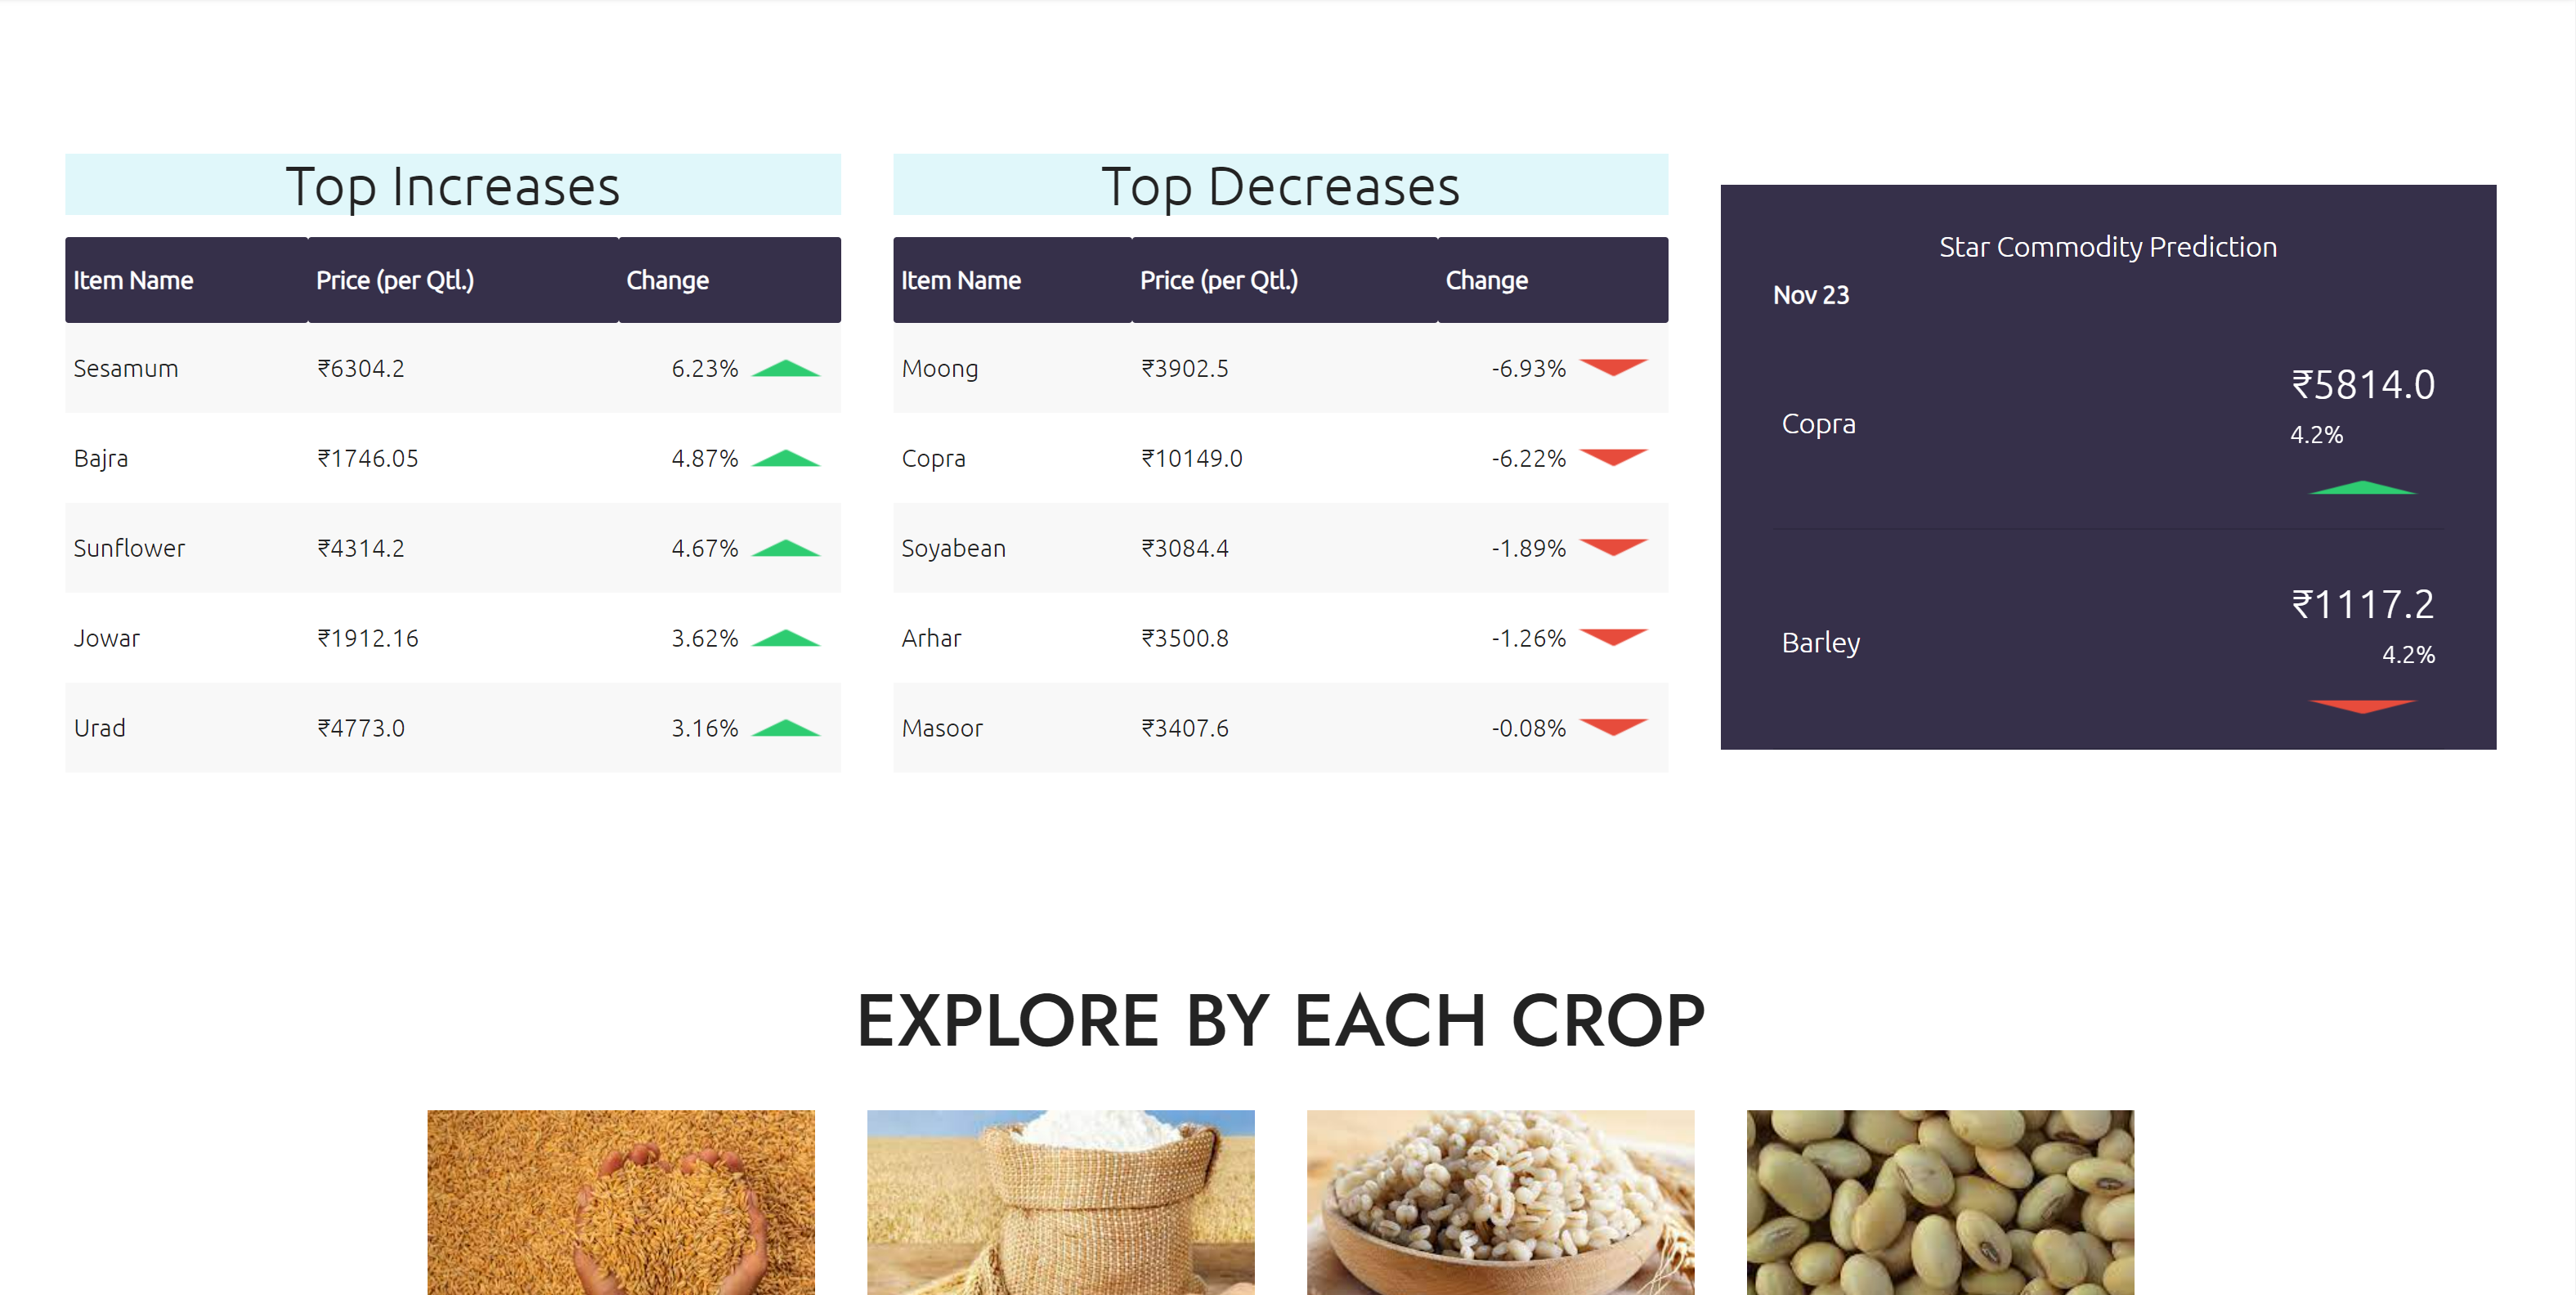 Top Increases
Item Name Price (per Qtl.) Change
Sesamum ₹6304.2 6.23%
Bajra ₹1746.05 4.87%
Sunflower ₹4314.2 4.67%
Jowar ₹1912.16 3.62%
Urad ₹4773.0 3.16%
Top Decreases
Item Name Price (per Qtl.) Change
Moong ₹3902.5 -6.93%
Copra ₹10149.0 -6.22%
Soyabean ₹3084.4 -1.89%
Arhar ₹3500.8 -1.26%
Masoor ₹3407.6 -0.08%
Star Commodity Prediction
Nov 23
Copra ₹5814.0
4.2%
Barley ₹1117.2
4.2%
EXPLORE BY EACH CROP